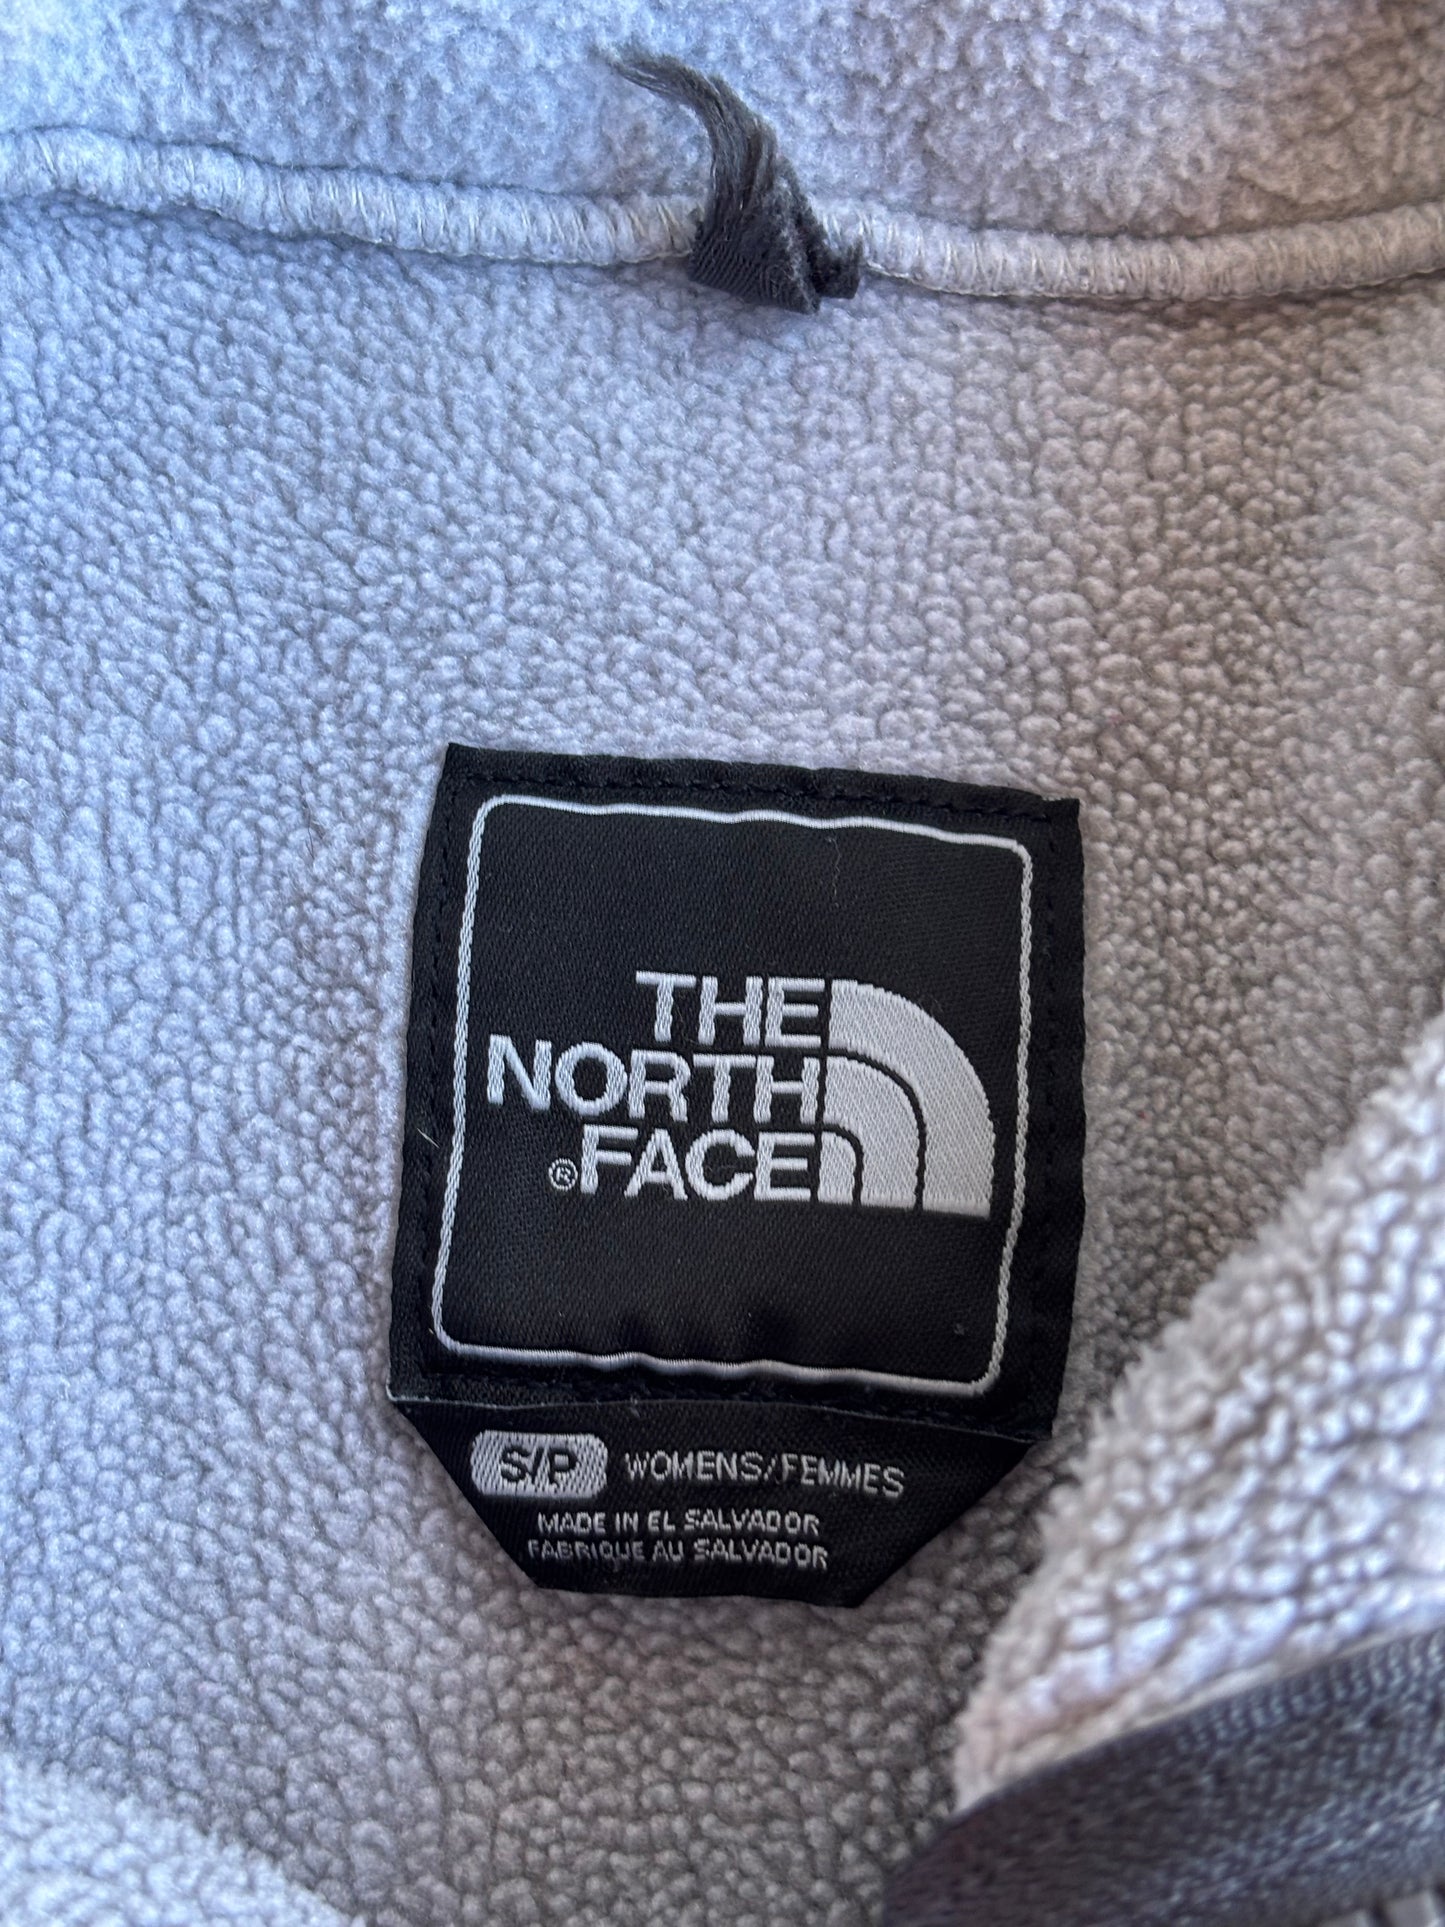 THE
NORTH
®FACE
S/P WOMENS/FEMMES
MADE IN EL SALVADOR
FABRIQUE AU SALVADOR